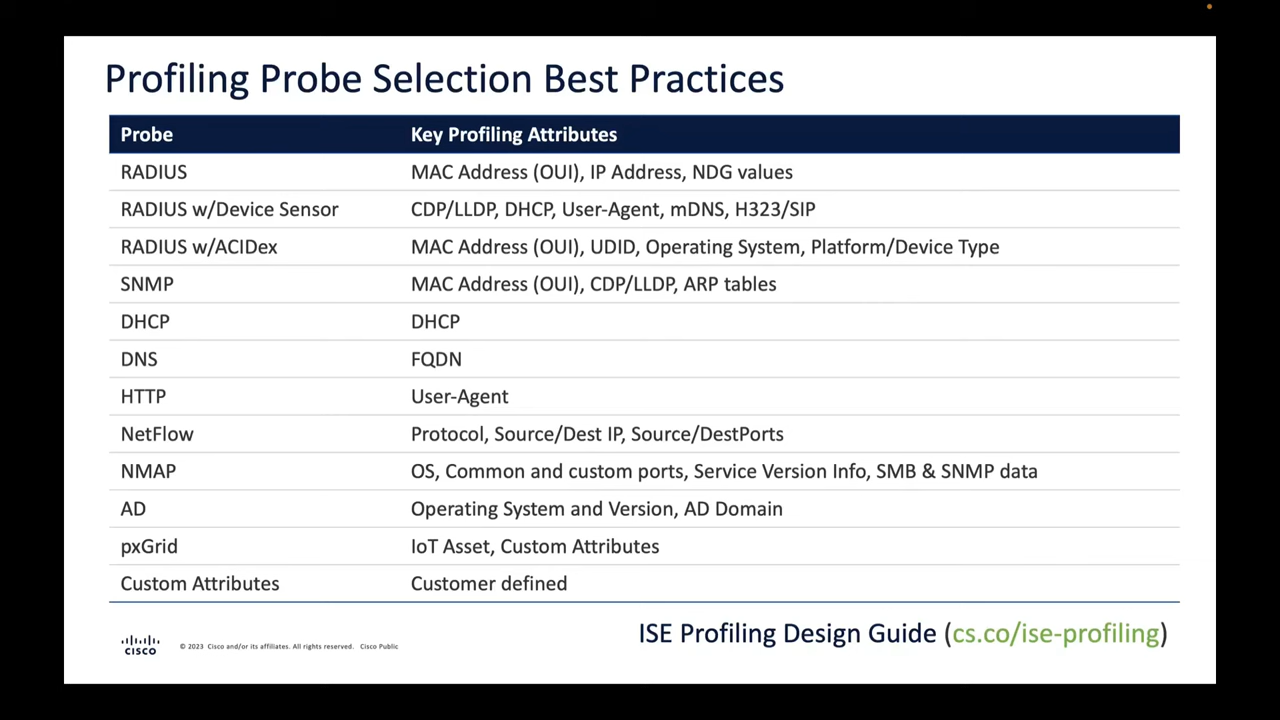 Profiling Probe Selection Best Practices
Probe Key Profiling Attributes
RADIUS MAC Address (OUI), IP Address, NDG values
RADIUS w/Device Sensor CDP/LLDP, DHCP, User-Agent, mDNS, H323/SIP
RADIUS w/ACIDex MAC Address (OUI), UDID, Operating System, Platform/Device Type
SNMP MAC Address (OUI), CDP/LLDP, ARP tables
DHCP DHCP
DNS FQDN
HTTP User-Agent
NetFlow Protocol, Source/Dest IP, Source/DestPorts
NMAP OS, Common and custom ports, Service Version Info, SMB & SNMP data
AD Operating System and Version, AD Domain
pxGrid IoT Asset, Custom Attributes
Custom Attributes Customer defined
ISE Profiling Design Guide (cs.co/ise-profiling)
CISCO © 2023 Cisco and/or its affiliates. All rights reserved. Cisco Public